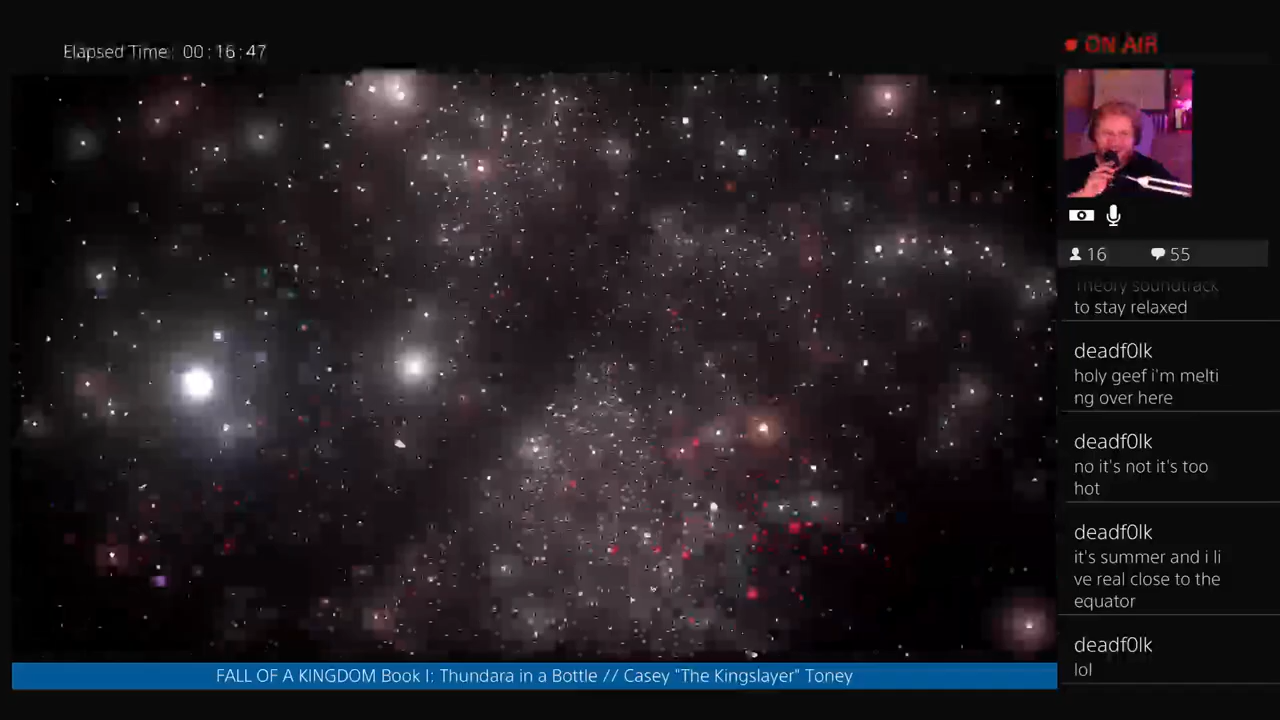 Elapsed Time: 00:16:47
ON AIR
16 55
Theory soundtrack
to stay relaxed
deadf0lk
holy geef i'm melti
ng over here
deadf0lk
no it's not it's too
hot
deadf0lk
it's summer and i li
ve real close to the
equator
deadf0lk
lol
FALL OF A KINGDOM Book I: Thundara in a Bottle // Casey "The Kingslayer" Toney